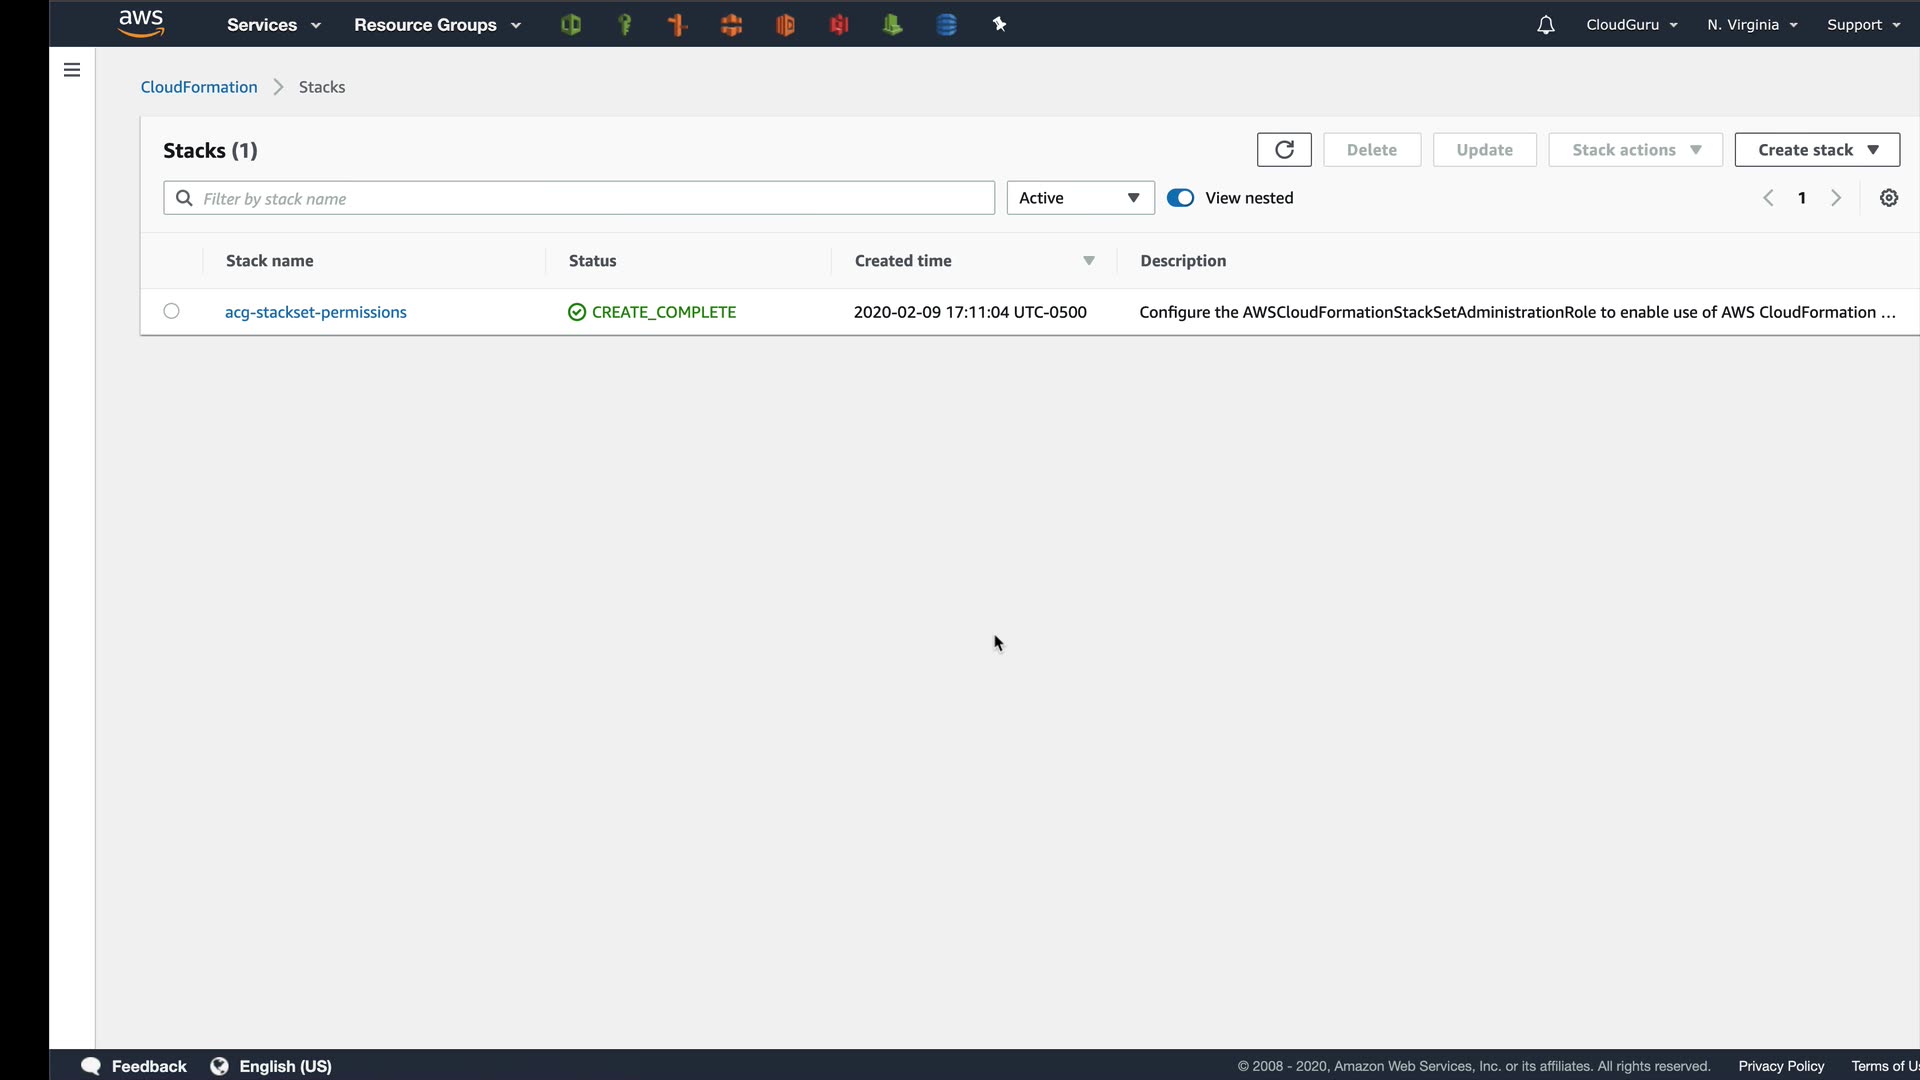 aws Services Resource Groups CloudGuru N. Virginia Support
CloudFormation Stacks
Stacks (1) Delete Update Stack actions Create stack
Filter by stack name Active View nested 1
Stack name Status Created time Description
acg-stackset-permissions CREATE_COMPLETE 2020-02-09 17:11:04 UTC-0500 Configure the AWSCloudFormationStackSetAdministrationRole to enable use of AWS CloudFormation ...
Feedback English (US) © 2008 - 2020, Amazon Web Services, Inc. or its affiliates. All rights reserved. Privacy Policy Terms of U